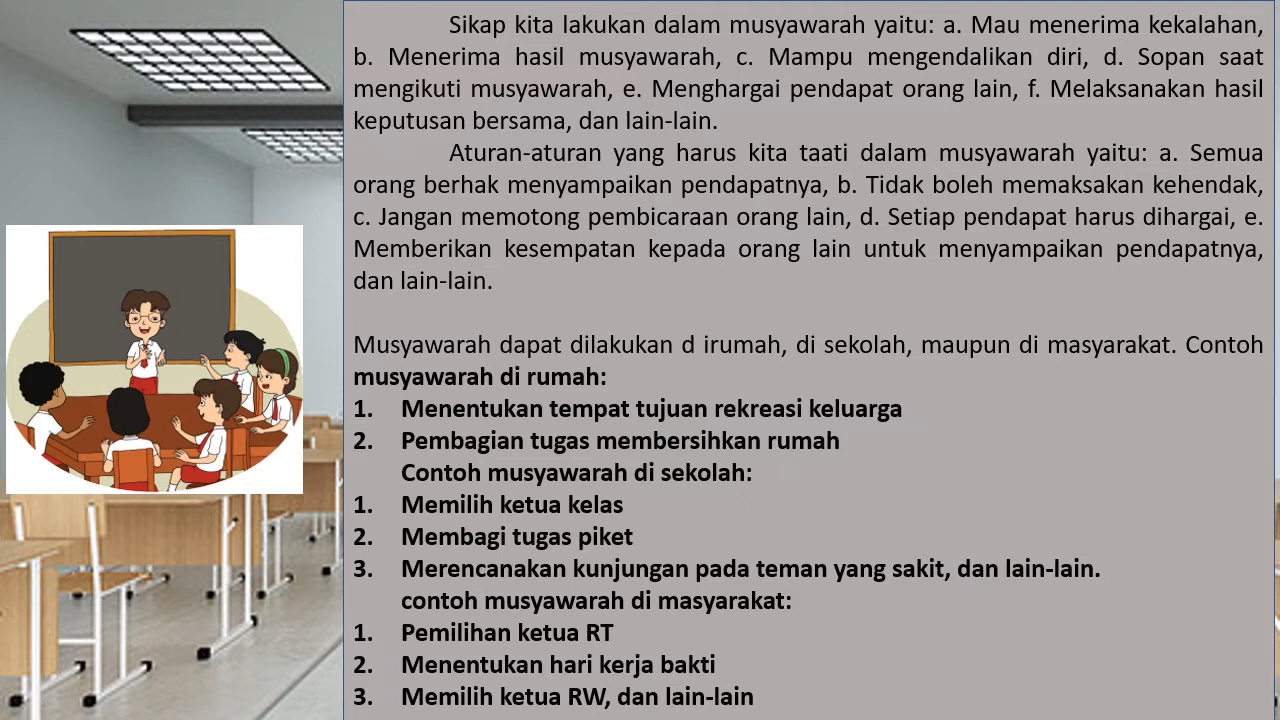 Sikap kita lakukan dalam musyawarah yaitu: a. Mau menerima kekalahan,
b. Menerima hasil musyawarah, c. Mampu mengendalikan diri, d. Sopan saat
mengikuti musyawarah, e. Menghargai pendapat orang lain, f. Melaksanakan hasil
keputusan bersama, dan lain-lain.
Aturan-aturan yang harus kita taati dalam musyawarah yaitu: a. Semua
orang berhak menyampaikan pendapatnya, b. Tidak boleh memaksakan kehendak,
c. Jangan memotong pembicaraan orang lain, d. Setiap pendapat harus dihargai, e.
Memberikan kesempatan kepada orang lain untuk menyampaikan pendapatnya,
dan lain-lain.
Musyawarah dapat dilakukan d irumah, di sekolah, maupun di masyarakat. Contoh
musyawarah di rumah:
1. Menentukan tempat tujuan rekreasi keluarga
2. Pembagian tugas membersihkan rumah
Contoh musyawarah di sekolah:
1. Memilih ketua kelas
2. Membagi tugas piket
3. Merencanakan kunjungan pada teman yang sakit, dan lain-lain.
contoh musyawarah di masyarakat:
1. Pemilihan ketua RT
2. Menentukan hari kerja bakti
3. Memilih ketua RW, dan lain-lain